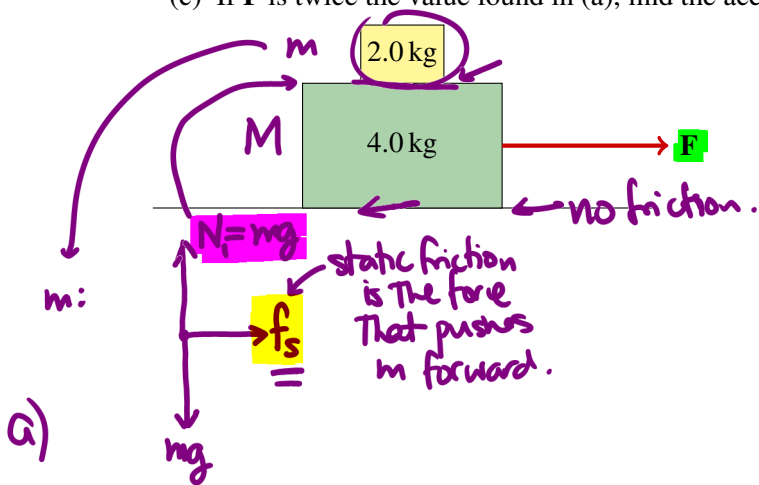 (c) If F is twice the value found in (a), find the acc
m
2.0 kg
M
4.0 kg
F
no friction.
N₁=mg
static friction
is the force
that pushes
m forward.
m:
fs
a)
mg